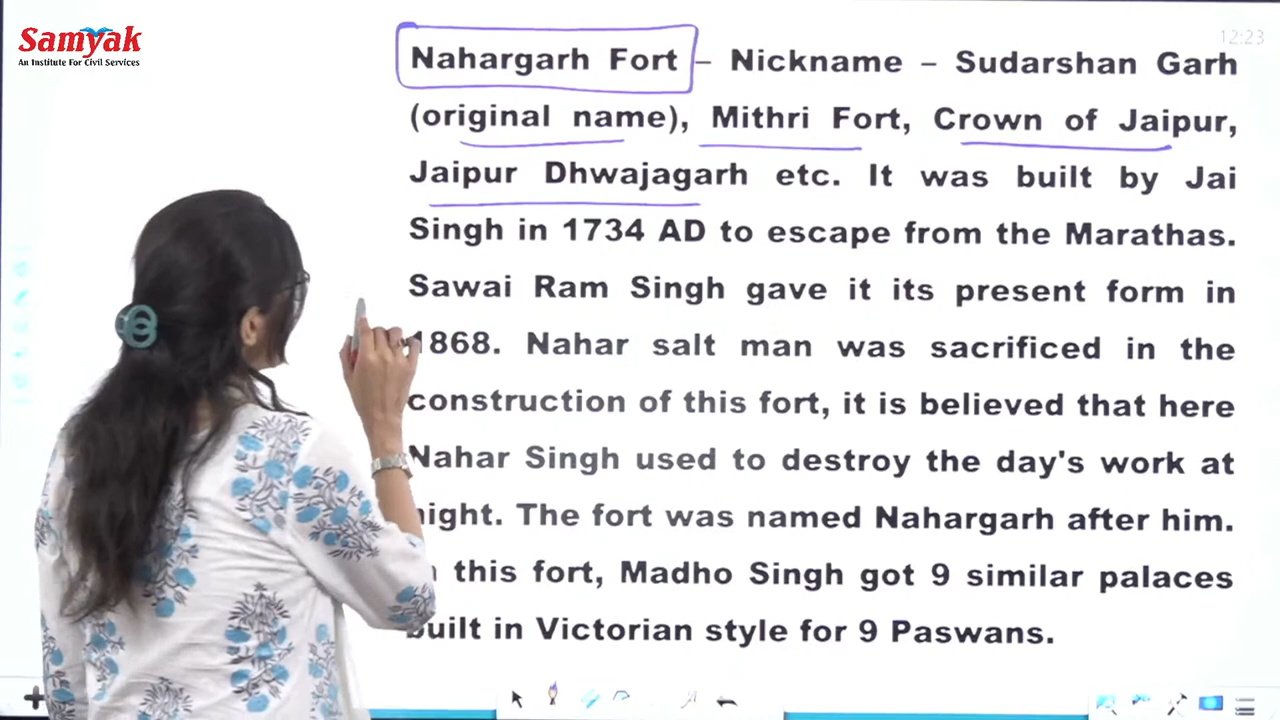 Samyak
An Institute For Civil Services
12:23
Nahargarh Fort – Nickname – Sudarshan Garh
(original name), Mithri Fort, Crown of Jaipur,
Jaipur Dhwajagarh etc. It was built by Jai
Singh in 1734 AD to escape from the Marathas.
Sawai Ram Singh gave it its present form in
1868. Nahar salt man was sacrificed in the
construction of this fort, it is believed that here
Nahar Singh used to destroy the day's work at
night. The fort was named Nahargarh after him.
this fort, Madho Singh got 9 similar palaces
built in Victorian style for 9 Paswans.